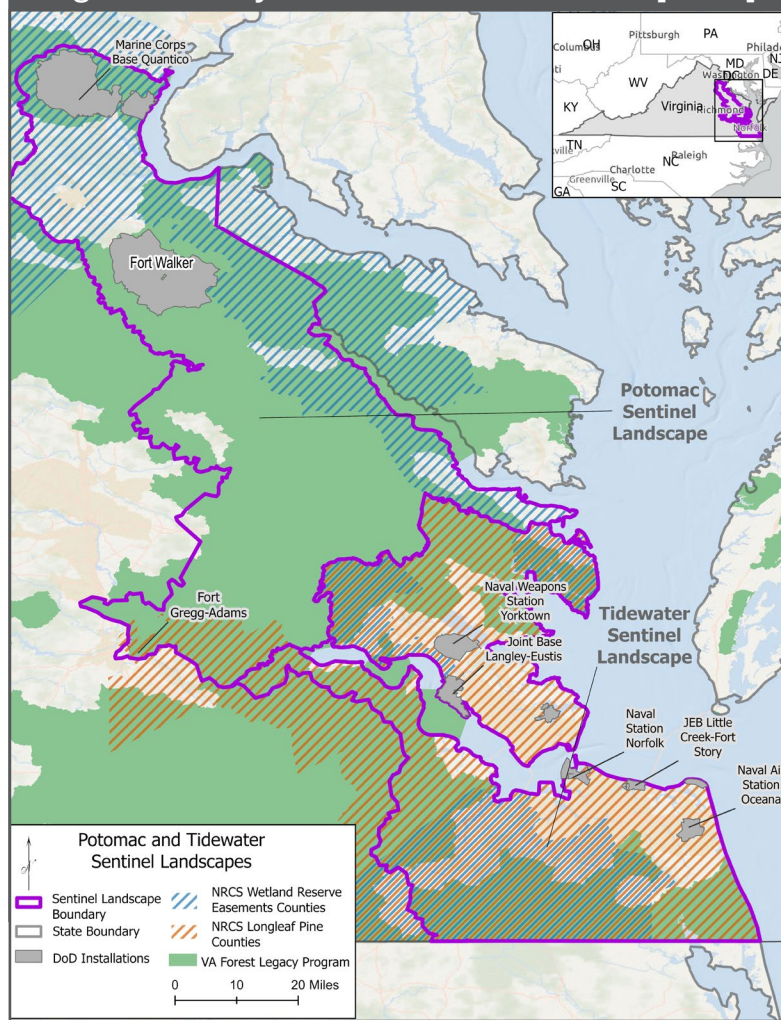 Marine Corps
Base Quantico
Fort Walker
Potomac
Sentinel
Landscape
Fort
Gregg-Adams
Naval Weapons
Station
Yorktown
Joint Base
Langley-Eustis
Tidewater
Sentinel
Landscape
Naval
Station
Norfolk
JEB Little
Creek-Fort
Story
Naval Ai
Station
Oceana
OH
Columbus
Pittsburgh
PA
Philade
NJ
MD
DE
Washington
DC
WV
KY
Virginia
Richmond
Norfolk
TN
ville
NC
Raleigh
Charlotte
Greenville
SC
GA
Potomac and Tidewater
Sentinel Landscapes
Sentinel Landscape
Boundary
State Boundary
DoD Installations
NRCS Wetland Reserve
Easements Counties
NRCS Longleaf Pine
Counties
VA Forest Legacy Program
0 10 20 Miles